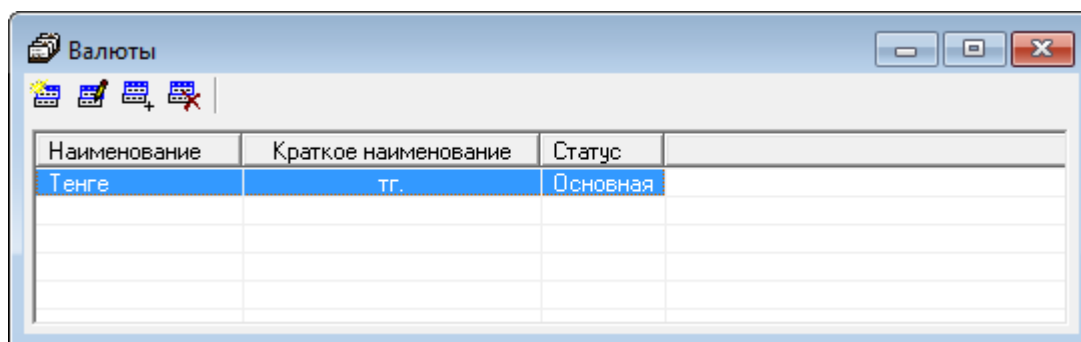 Валюты
Наименование Краткое наименование Статус
Тенге тг. Основная